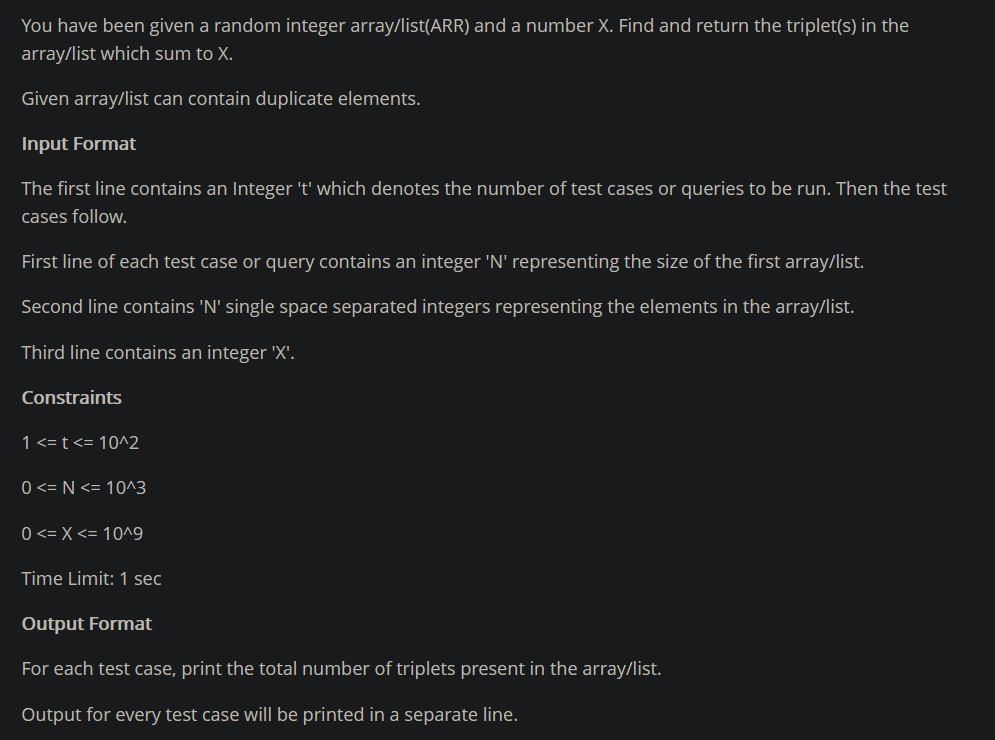 You have been given a random integer array/list(ARR) and a number X. Find and return the triplet(s) in the
array/list which sum to X.
Given array/list can contain duplicate elements.
Input Format
The first line contains an Integer 't' which denotes the number of test cases or queries to be run. Then the test
cases follow.
First line of each test case or query contains an integer 'N' representing the size of the first array/list.
Second line contains 'N' single space separated integers representing the elements in the array/list.
Third line contains an integer 'X'.
Constraints
1 <= t <= 10^2
0 <= N <= 10^3
0 <= X <= 10^9
Time Limit: 1 sec
Output Format
For each test case, print the total number of triplets present in the array/list.
Output for every test case will be printed in a separate line.